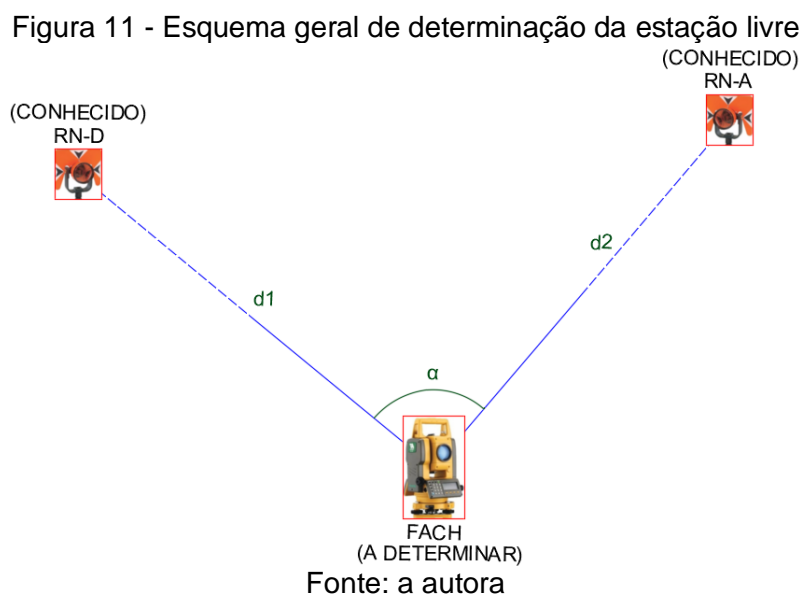 Figura 11 - Esquema geral de determinação da estação livre
(CONHECIDO)
RN-A
(CONHECIDO)
RN-D
d2
d1
α
FACH
(A DETERMINAR)
Fonte: a autora